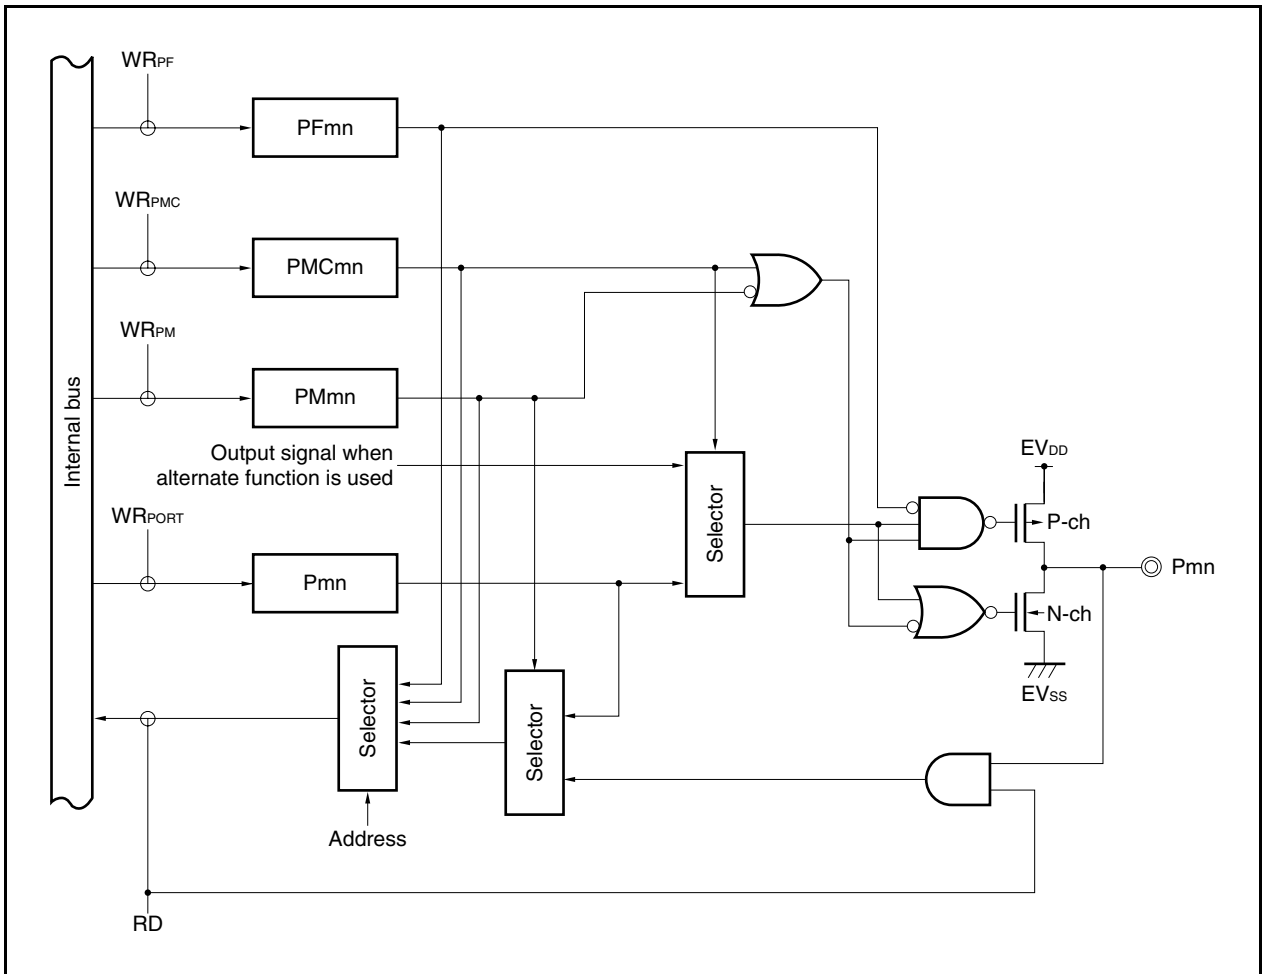 WRPF
PFmn
WRPMC
PMCmn
WRPM
PMmn
Internal bus
Output signal when
alternate function is used
Selector
EVDD
P-ch
WRPORT
Pmn
Pmn
N-ch
EVSS
Selector
Selector
Address
RD